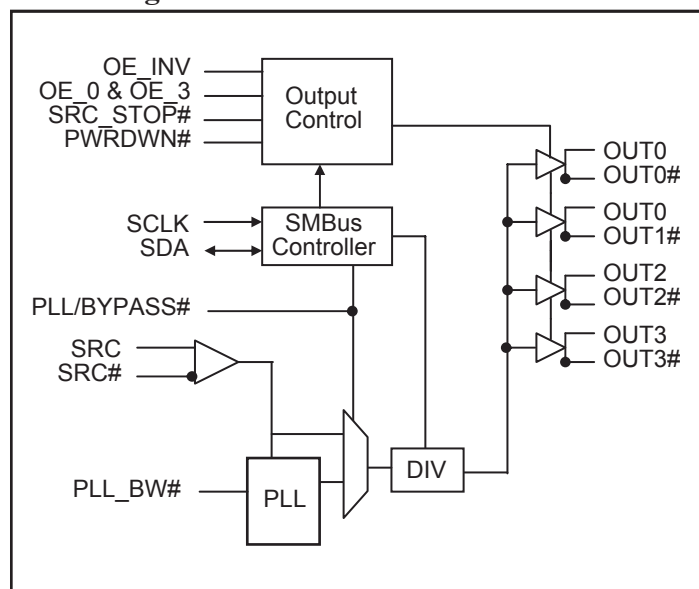 OE_INV
OE_0 & OE_3
SRC_STOP#
PWRDWN#
Output
Control
OUT0
OUT0#
SCLK
SDA
SMBus
Controller
OUT0
OUT1#
OUT2
OUT2#
PLL/BYPASS#
OUT3
OUT3#
SRC
SRC#
DIV
PLL_BW#
PLL